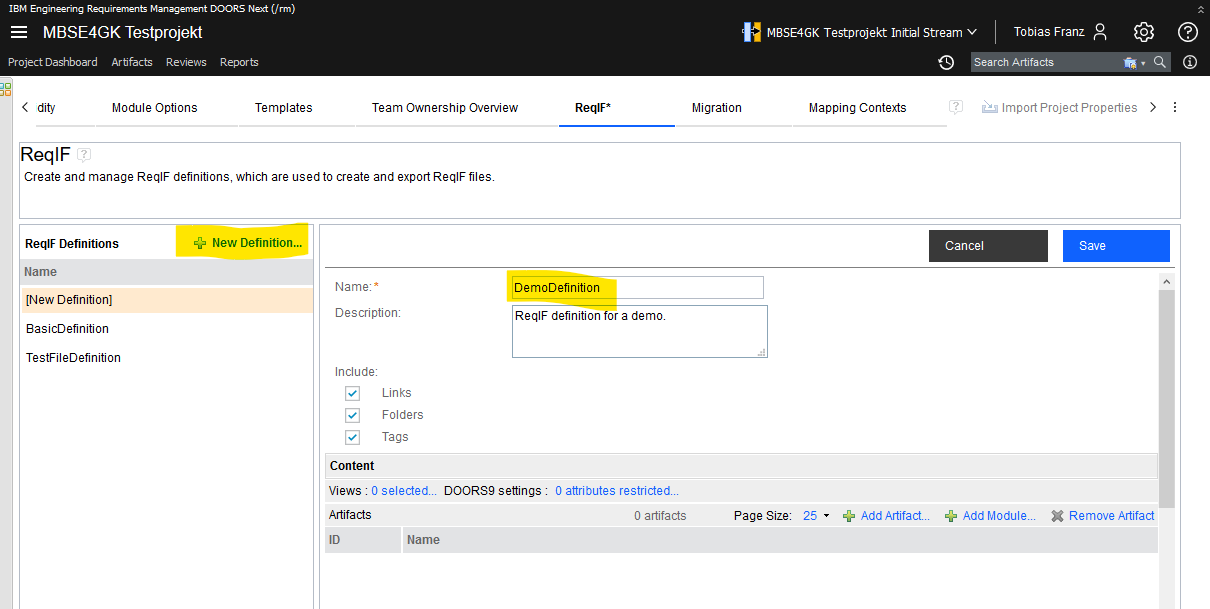 IBM Engineering Requirements Management DOORS Next (/rm)
MBSE4GK Testprojekt
MBSE4GK Testprojekt Initial Stream
Tobias Franz
Project Dashboard Artifacts Reviews Reports
Search Artifacts
dity Module Options Templates Team Ownership Overview ReqIF* Migration Mapping Contexts ? Import Project Properties
ReqIF ?
Create and manage ReqIF definitions, which are used to create and export ReqIF files.
ReqIF Definitions New Definition...
Cancel Save
Name
[New Definition]
BasicDefinition
TestFileDefinition
Name:* DemoDefinition
Description: ReqIF definition for a demo.
Include:
Links
Folders
Tags
Content
Views : 0 selected... DOORS9 settings : 0 attributes restricted...
Artifacts 0 artifacts Page Size: 25 Add Artifact... Add Module... Remove Artifact
ID Name